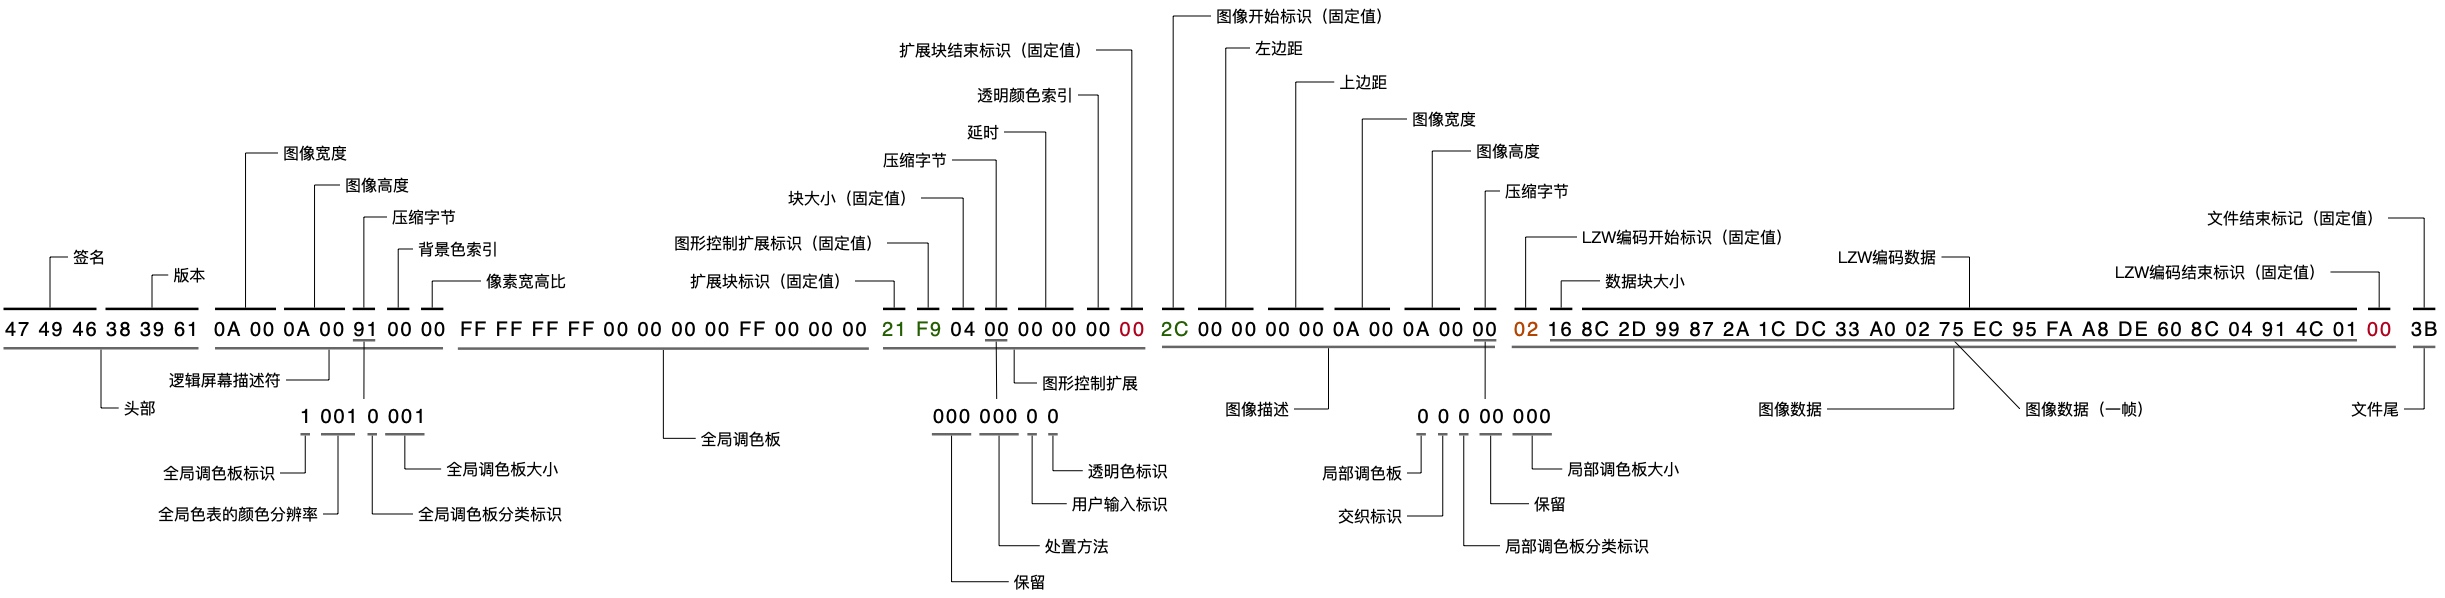 图像开始标识（固定值）
扩展块结束标识（固定值）
左边距
上边距
透明颜色索引
延时
图像宽度
图像宽度
压缩字节
图像高度
图像高度
块大小（固定值）
压缩字节
压缩字节
文件结束标记（固定值）
图形控制扩展标识（固定值）
LZW编码开始标识（固定值）
背景色索引
签名
LZW编码数据
版本
LZW编码结束标识（固定值）
像素宽高比
扩展块标识（固定值）
数据块大小
47 49 46 38 39 61 0A 00 0A 00 91 00 00 FF FF FF FF 00 00 00 00 FF 00 00 00 21 F9 04 00 00 00 00 00 2C 00 00 00 00 0A 00 0A 00 00 02 16 8C 2D 99 87 2A 1C DC 33 A0 02 75 EC 95 FA A8 DE 60 8C 04 91 4C 01 00 3B
逻辑屏幕描述符
图形控制扩展
头部
图像描述
图像数据
图像数据（一帧）
文件尾
1 001 0 001
000 000 0 0
0 0 0 00 000
全局调色板
全局调色板标识
全局调色板大小
透明色标识
局部调色板
局部调色板大小
用户输入标识
保留
全局色表的颜色分辨率
全局调色板分类标识
交织标识
处置方法
局部调色板分类标识
保留